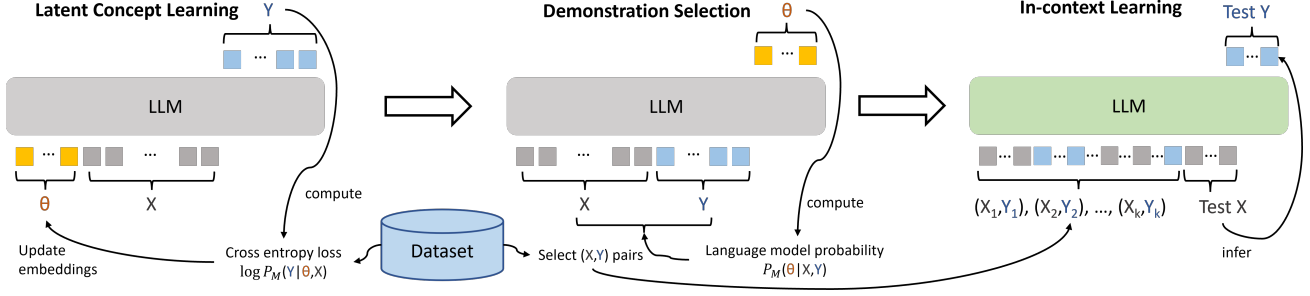 Latent Concept Learning
Y
...
LLM
... ...
θ X
compute
Update
embeddings
Cross entropy loss
log P_M(Y|θ,X)
Dataset
Demonstration Selection
θ
...
LLM
... ...
X Y
compute
Select (X,Y) pairs
Language model probability
P_M(θ|X,Y)
In-context Learning
Test Y
...
LLM
... ... ... ... ...
(X₁,Y₁), (X₂,Y₂), ..., (Xₖ,Yₖ)
Test X
infer